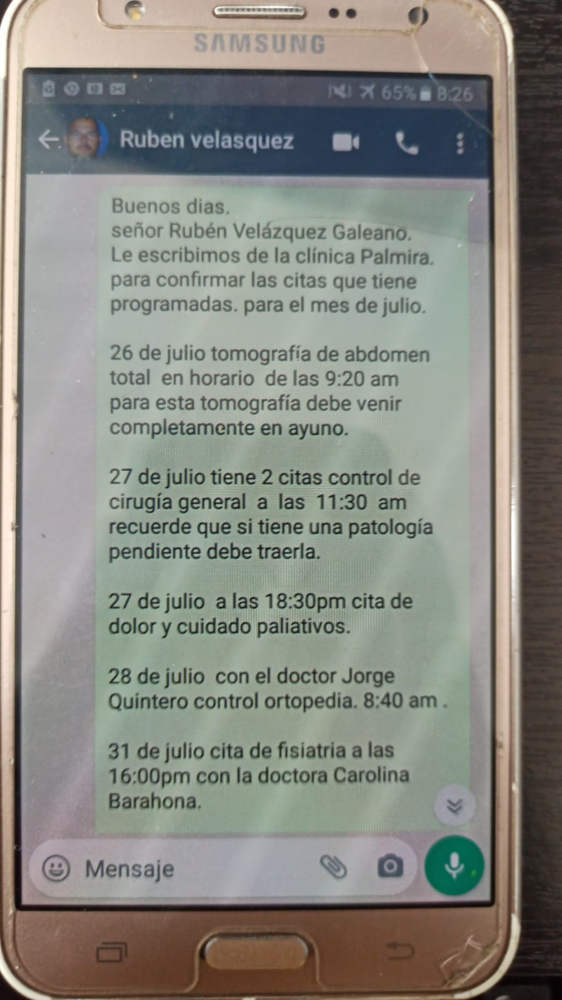 SAMSUNG
65% 8:26
Ruben velasquez
Buenos dias.
señor Rubén Velázquez Galeano.
Le escribimos de la clínica Palmira.
para confirmar las citas que tiene
programadas. para el mes de julio.
26 de julio tomografía de abdomen
total en horario de las 9:20 am
para esta tomografía debe venir
completamente en ayuno.
27 de julio tiene 2 citas control de
cirugía general a las 11:30 am
recuerde que si tiene una patología
pendiente debe traerla.
27 de julio a las 18:30pm cita de
dolor y cuidado paliativos.
28 de julio con el doctor Jorge
Quintero control ortopedia. 8:40 am .
31 de julio cita de fisiatria a las
16:00pm con la doctora Carolina
Barahona.
Mensaje